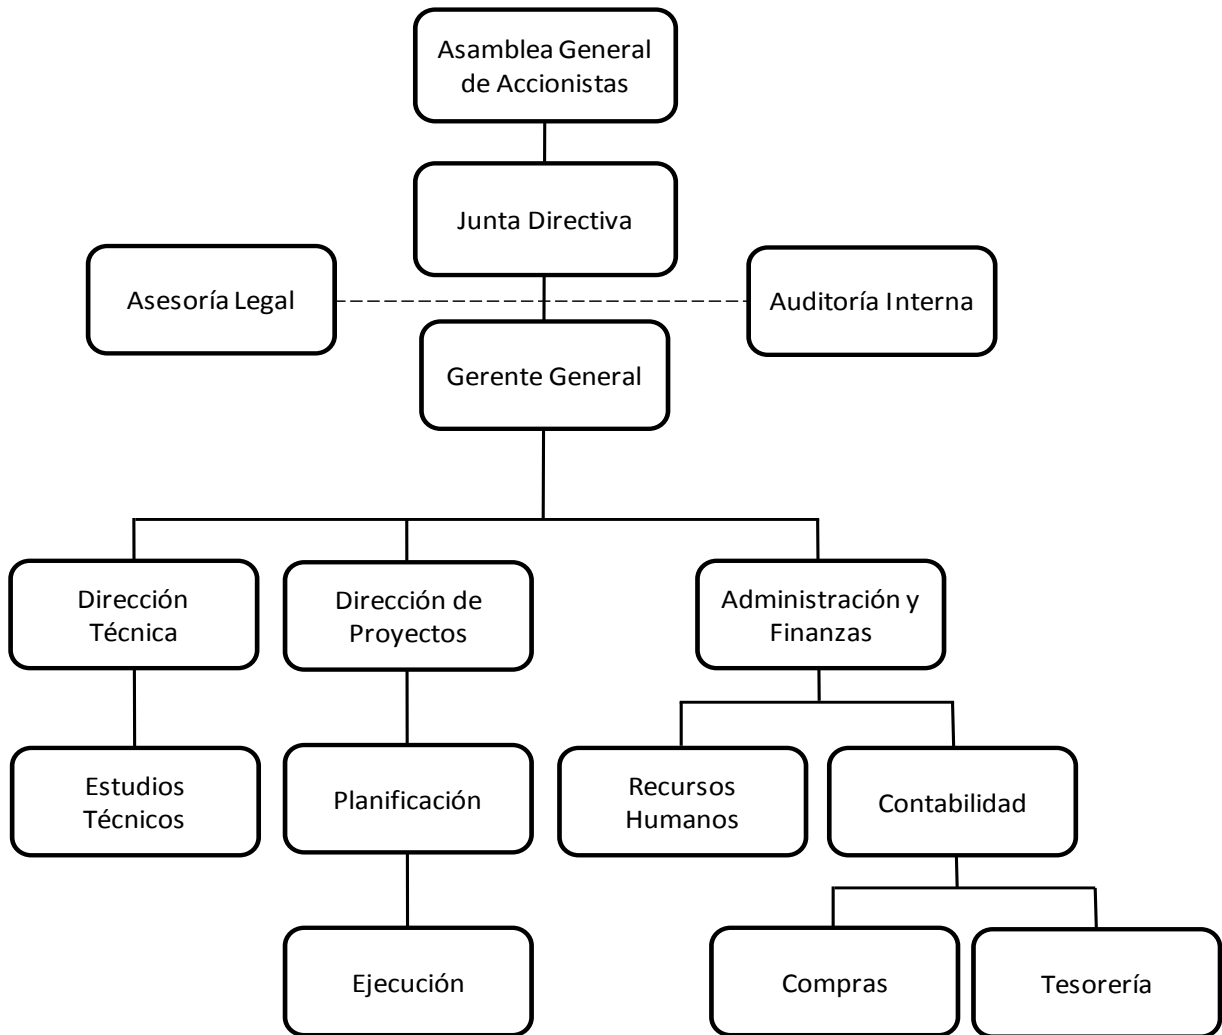 Asamblea General
de Accionistas
Junta Directiva
Asesoría Legal
Auditoría Interna
Gerente General
Dirección
Técnica
Dirección de
Proyectos
Administración y
Finanzas
Estudios
Técnicos
Planificación
Recursos
Humanos
Contabilidad
Ejecución
Compras
Tesorería